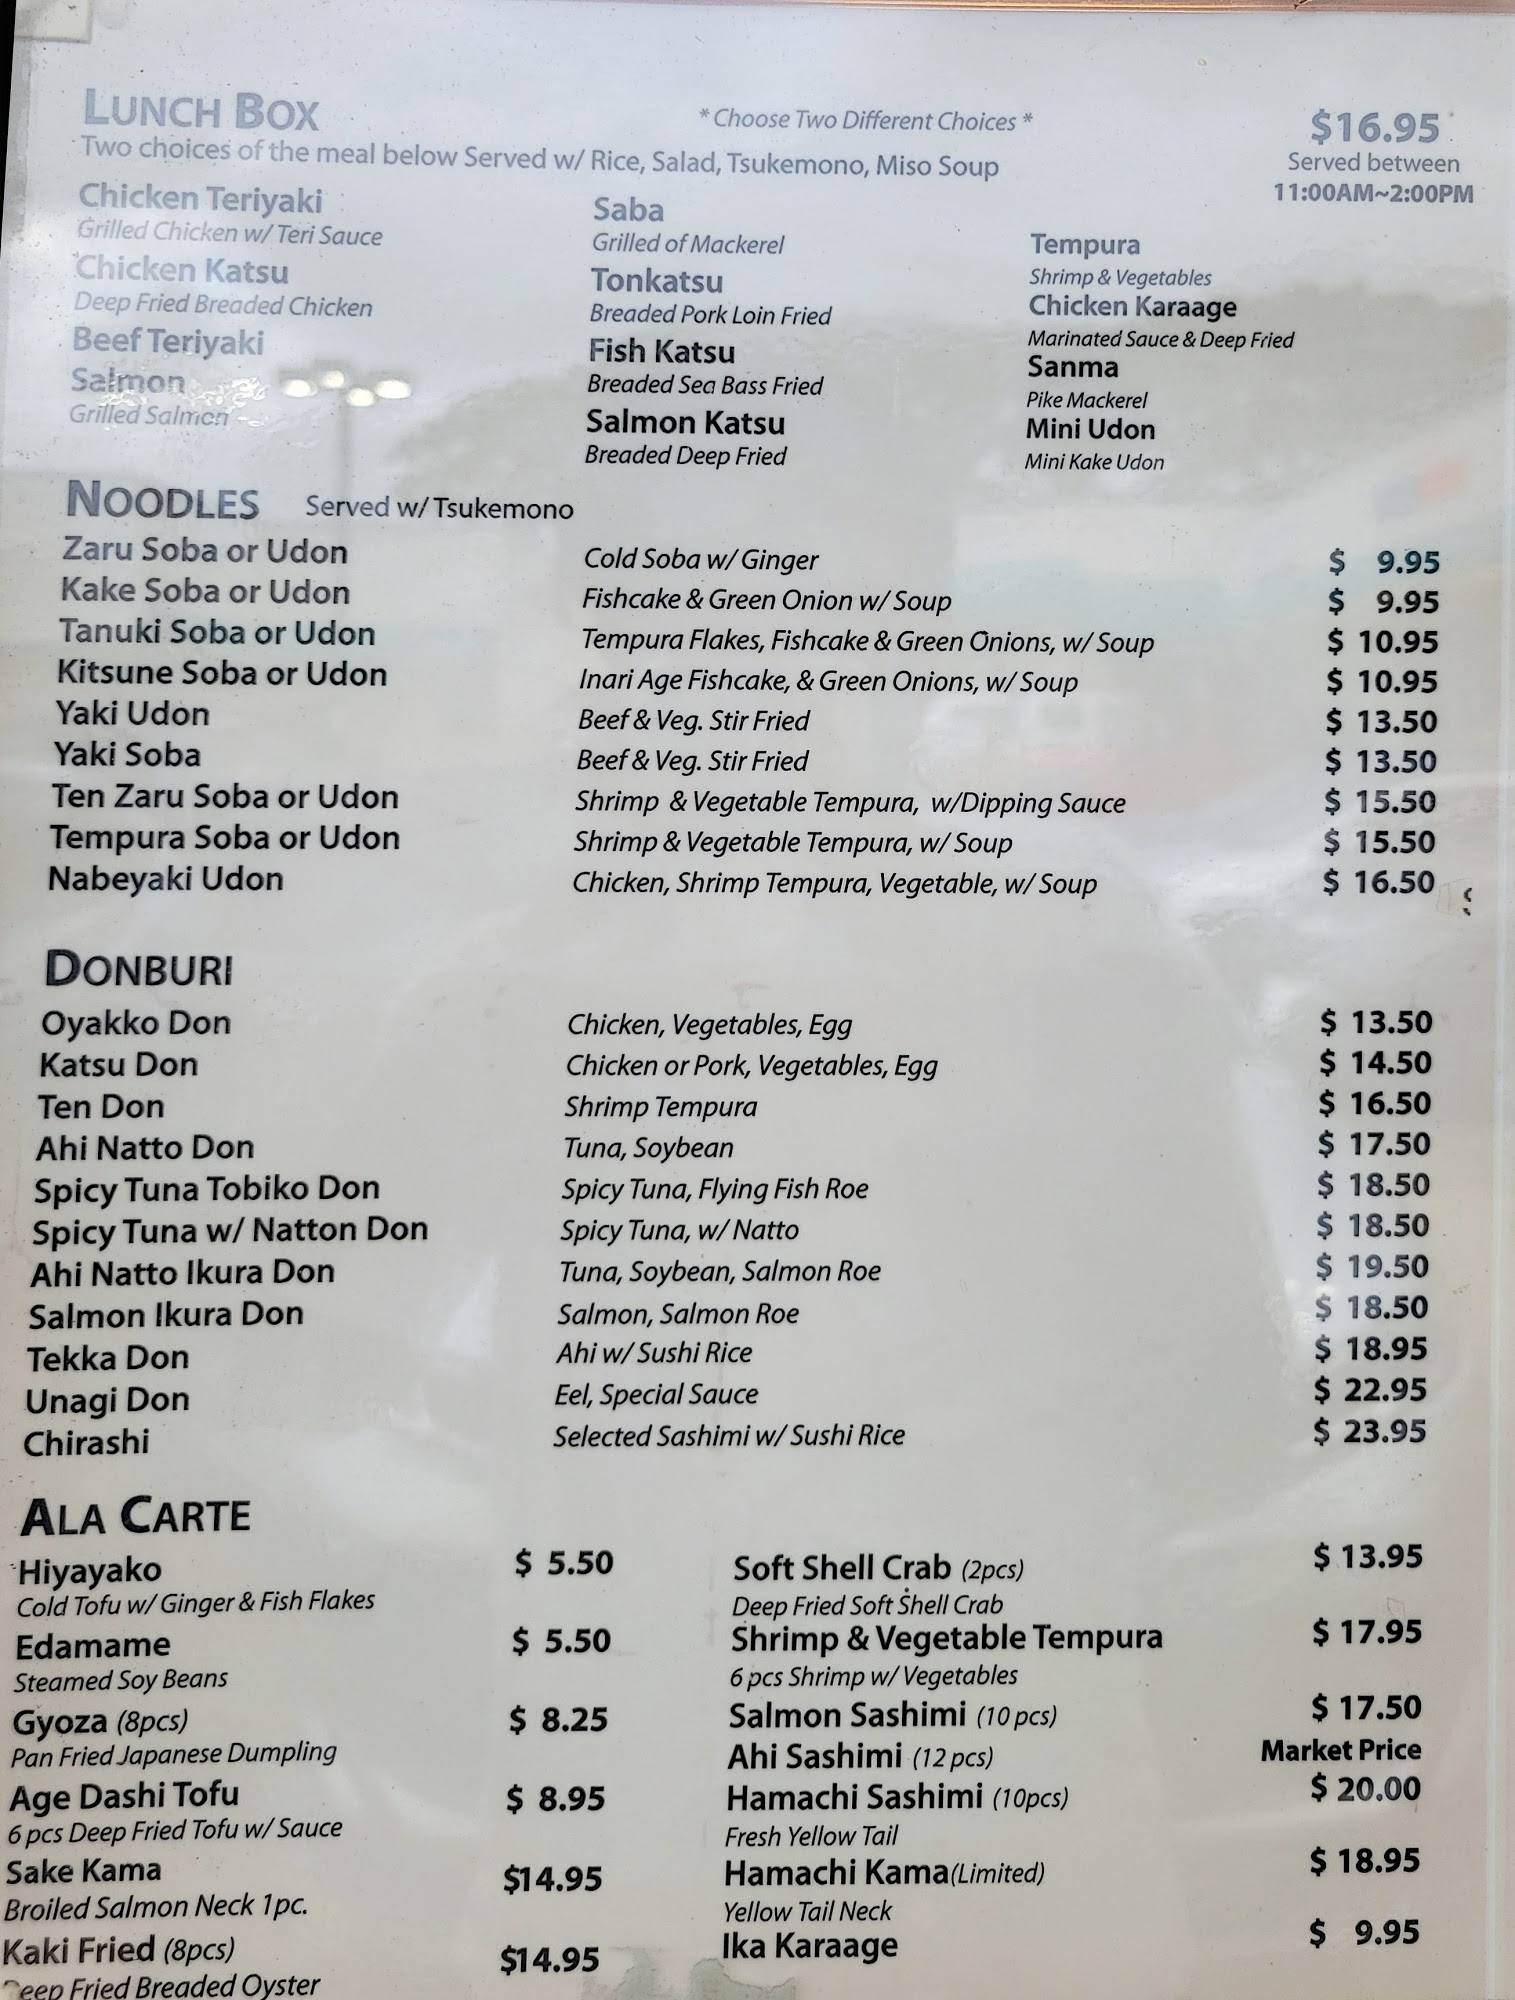 LUNCH BOX
* Choose Two Different Choices *
$16.95
Two choices of the meal below Served w/ Rice, Salad, Tsukemono, Miso Soup
Served between
11:00AM~2:00PM
Chicken Teriyaki
Grilled Chicken w/ Teri Sauce
Chicken Katsu
Deep Fried Breaded Chicken
Beef Teriyaki
Salmon
Grilled Salmon
Saba
Grilled of Mackerel
Tonkatsu
Breaded Pork Loin Fried
Fish Katsu
Breaded Sea Bass Fried
Salmon Katsu
Breaded Deep Fried
Tempura
Shrimp & Vegetables
Chicken Karaage
Marinated Sauce & Deep Fried
Sanma
Pike Mackerel
Mini Udon
Mini Kake Udon
NOODLES Served w/ Tsukemono
Zaru Soba or Udon Cold Soba w/ Ginger $ 9.95
Kake Soba or Udon Fishcake & Green Onion w/ Soup $ 9.95
Tanuki Soba or Udon Tempura Flakes, Fishcake & Green Onions, w/ Soup $ 10.95
Kitsune Soba or Udon Inari Age Fishcake, & Green Onions, w/ Soup $ 10.95
Yaki Udon Beef & Veg. Stir Fried $ 13.50
Yaki Soba Beef & Veg. Stir Fried $ 13.50
Ten Zaru Soba or Udon Shrimp & Vegetable Tempura, w/Dipping Sauce $ 15.50
Tempura Soba or Udon Shrimp & Vegetable Tempura, w/ Soup $ 15.50
Nabeyaki Udon Chicken, Shrimp Tempura, Vegetable, w/ Soup $ 16.50
DONBURI
Oyakko Don Chicken, Vegetables, Egg $ 13.50
Katsu Don Chicken or Pork, Vegetables, Egg $ 14.50
Ten Don Shrimp Tempura $ 16.50
Ahi Natto Don Tuna, Soybean $ 17.50
Spicy Tuna Tobiko Don Spicy Tuna, Flying Fish Roe $ 18.50
Spicy Tuna w/ Natton Don Spicy Tuna, w/ Natto $ 18.50
Ahi Natto Ikura Don Tuna, Soybean, Salmon Roe $ 19.50
Salmon Ikura Don Salmon, Salmon Roe $ 18.50
Tekka Don Ahi w/ Sushi Rice $ 18.95
Unagi Don Eel, Special Sauce $ 22.95
Chirashi Selected Sashimi w/ Sushi Rice $ 23.95
ALA CARTE
Hiyayako $ 5.50
Cold Tofu w/ Ginger & Fish Flakes
Edamame $ 5.50
Steamed Soy Beans
Gyoza (8pcs) $ 8.25
Pan Fried Japanese Dumpling
Age Dashi Tofu $ 8.95
6 pcs Deep Fried Tofu w/ Sauce
Sake Kama $14.95
Broiled Salmon Neck 1pc.
Kaki Fried (8pcs) $14.95
Deep Fried Breaded Oyster
Soft Shell Crab (2pcs) $ 13.95
Deep Fried Soft Shell Crab
Shrimp & Vegetable Tempura $ 17.95
6 pcs Shrimp w/ Vegetables
Salmon Sashimi (10 pcs) $ 17.50
Ahi Sashimi (12 pcs) Market Price
Hamachi Sashimi (10pcs) $ 20.00
Fresh Yellow Tail
Hamachi Kama(Limited) $ 18.95
Yellow Tail Neck
Ika Karaage $ 9.95